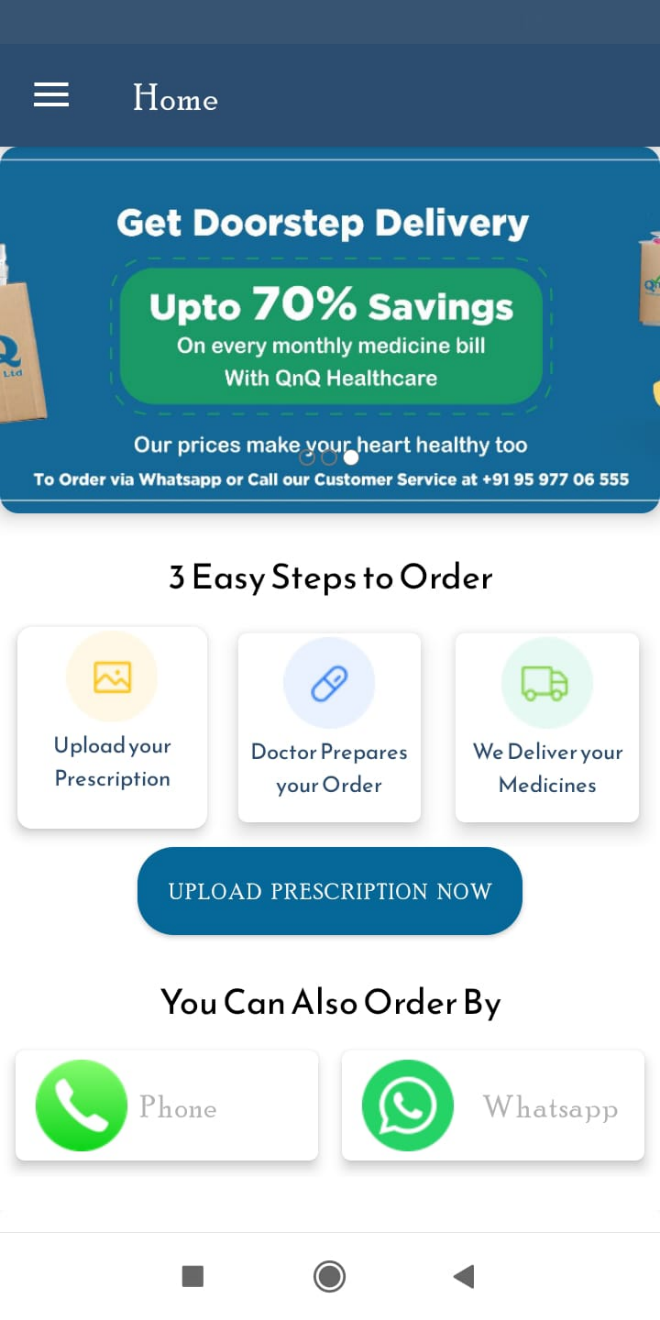 Home
Get Doorstep Delivery
Upto 70% Savings
On every monthly medicine bill
With QnQ Healthcare
Our prices make your heart healthy too
To Order via Whatsapp or Call our Customer Service at +91 95 977 06 555
Q
Ltd
3 Easy Steps to Order
Upload your
Prescription
Doctor Prepares
your Order
We Deliver your
Medicines
UPLOAD PRESCRIPTION NOW
You Can Also Order By
Phone
Whatsapp